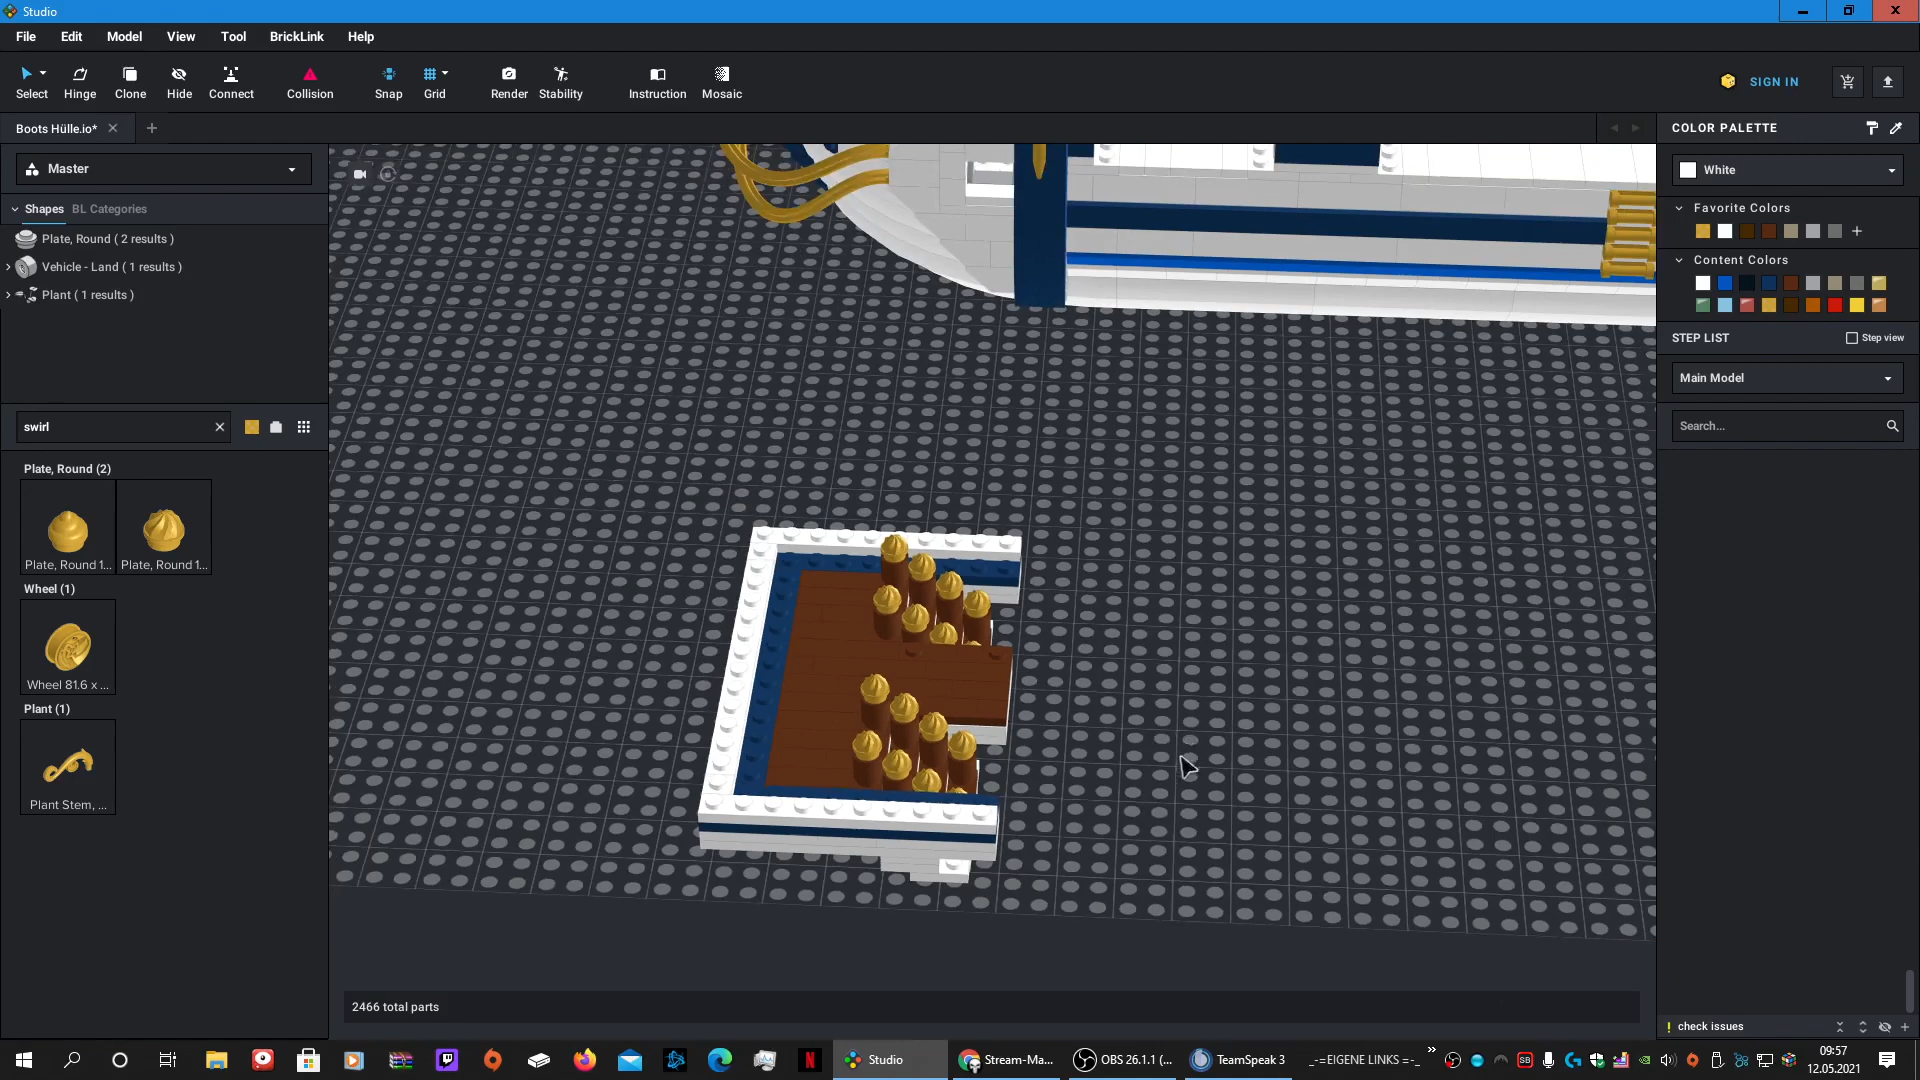 Studio
File Edit Model View Tool BrickLink Help
Select Hinge Clone Hide Connect Collision Snap Grid Render Stability Instruction Mosaic
SIGN IN
Boots Hülle.io*
Master
Shapes BL Categories
Plate, Round ( 2 results )
Vehicle - Land ( 1 results )
Plant ( 1 results )
swirl
Plate, Round (2)
Plate, Round 1... Plate, Round 1...
Wheel (1)
Wheel 81.6 x ...
Plant (1)
Plant Stem, ...
2466 total parts
COLOR PALETTE
White
Favorite Colors
Content Colors
STEP LIST Step view
Main Model
Search...
check issues
Studio
Stream-Ma...
OBS 26.1.1 (...
TeamSpeak 3
_-=EIGENE LINKS =-_
09:57
12.05.2021